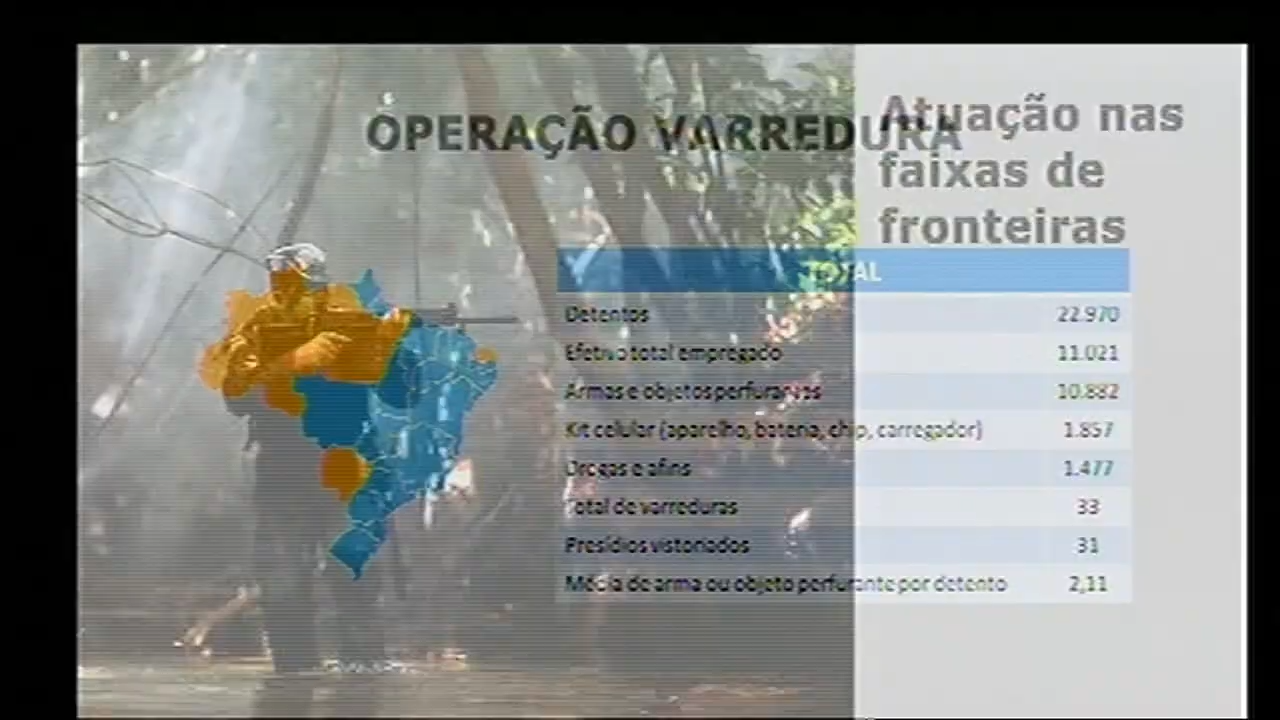 OPERAÇÃO VARREDURA
Atuação nas
faixas de
fronteiras
TOTAL
Detentos 22.970
Efetivo total empregado 11.021
Armas e objetos perfurantes 10.882
Kit celular (aparelho, bateria, chip, carregador) 1.857
Drogas e afins 1.477
Total de varreduras 33
Presídios vistoriados 31
Média de arma ou objeto perfurante por detento 2,11